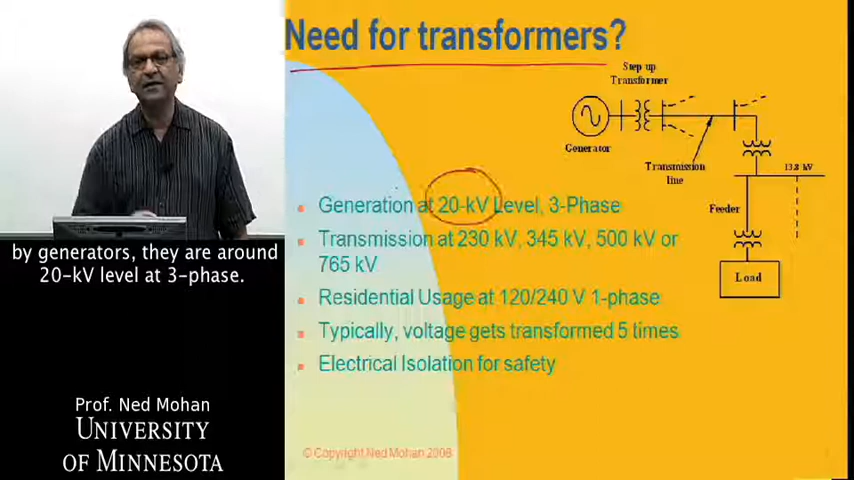 Need for transformers?
Step up
Transformer
Generator
Transmission
line
13.8 kV
Feeder
Load
Generation at 20-kV Level, 3-Phase
Transmission at 230 kV, 345 kV, 500 kV or
765 kV
Residential Usage at 120/240 V 1-phase
Typically, voltage gets transformed 5 times
Electrical Isolation for safety
© Copyright Ned Mohan 2008
by generators, they are around
20-kV level at 3-phase.
Prof. Ned Mohan
UNIVERSITY
OF MINNESOTA